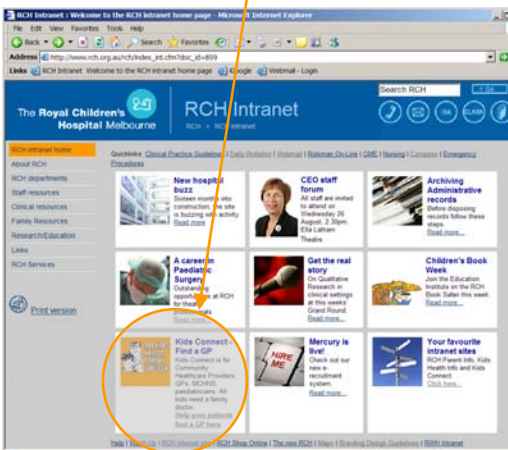 RCH Intranet : Welcome to the RCH intranet home page - Microsoft Internet Explorer
File Edit View Favorites Tools Help
Back Search Favorites
Address http://www.rch.org.au/rch/index_int.cfm?doc_id=859
Links RCH Intranet Welcome to the RCH intranet home page Google Webmail - Login
Search RCH
The Royal Children's
Hospital Melbourne
RCH Intranet
RCH > RCH Intranet
RCH intranet home
About RCH
RCH departments
Staff resources
Clinical resources
Family Resources
Research/Education
Links
RCH Services
Print version
Quicklinks: Clinical Practice Guidelines | Daily Bulletins | Webmail | Riskman On-Line | CME | Nursing | Compass | Emergency
Procedures
New hospital
buzz
Sixteen months into
construction, the site
is buzzing with activity.
Read more
CEO staff
forum
All staff are invited
to attend on
Wednesday 26
August, 2.30pm,
Ella Latham
Theatre.
Archiving
Administrative
records
Before disposing
records follow these
steps.
Read more...
A career in
Paediatric
Surgery
Outstanding
opportunities at RCH
for theatre
professionals.
Read more...
Get the real
story
On Qualitative
Research in
clinical settings
at this weeks
Grand Round.
Read more...
Children's Book
Week
Join the Education
Institute on the RCH
Book Safari this week.
Read more...
Kids Connect -
Find a GP
Kids Connect is for
Community
Healthcare Providers
GPs, MCHNS,
paediatricians. All
kids need a family
doctor.
Help your patients
find a GP here
HIRE
ME
Mercury is
live!
Check out our
new e-
recruitment
system.
Read more...
Your favourite
intranet sites
RCH Parent Info, Kids
Health Info and Kids
Connect.
Click here...
Help | RCH Internet site | RCH Shop Online | The new RCH | Maps | Branding Design Guidelines | RWH intranet